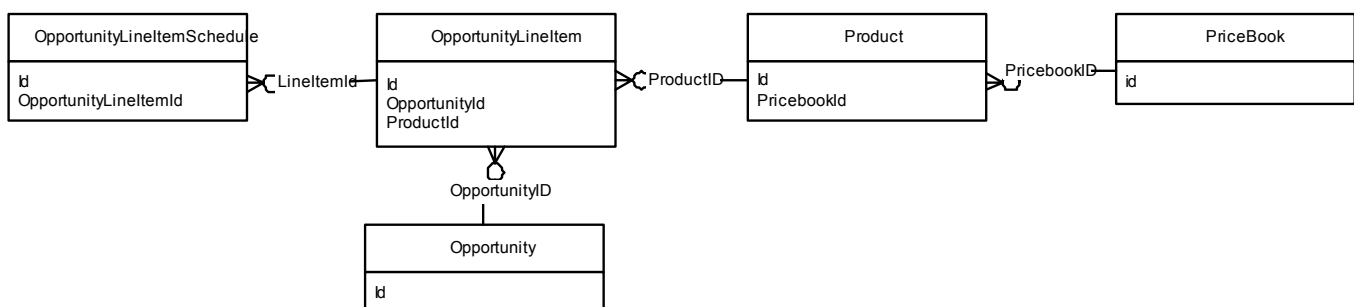 OpportunityLineItemSchedule
Id
OpportunityLineItemId
LineItemId
OpportunityLineItem
Id
OpportunityId
ProductId
ProductID
Product
Id
PricebookId
PricebookID
PriceBook
id
OpportunityID
Opportunity
Id